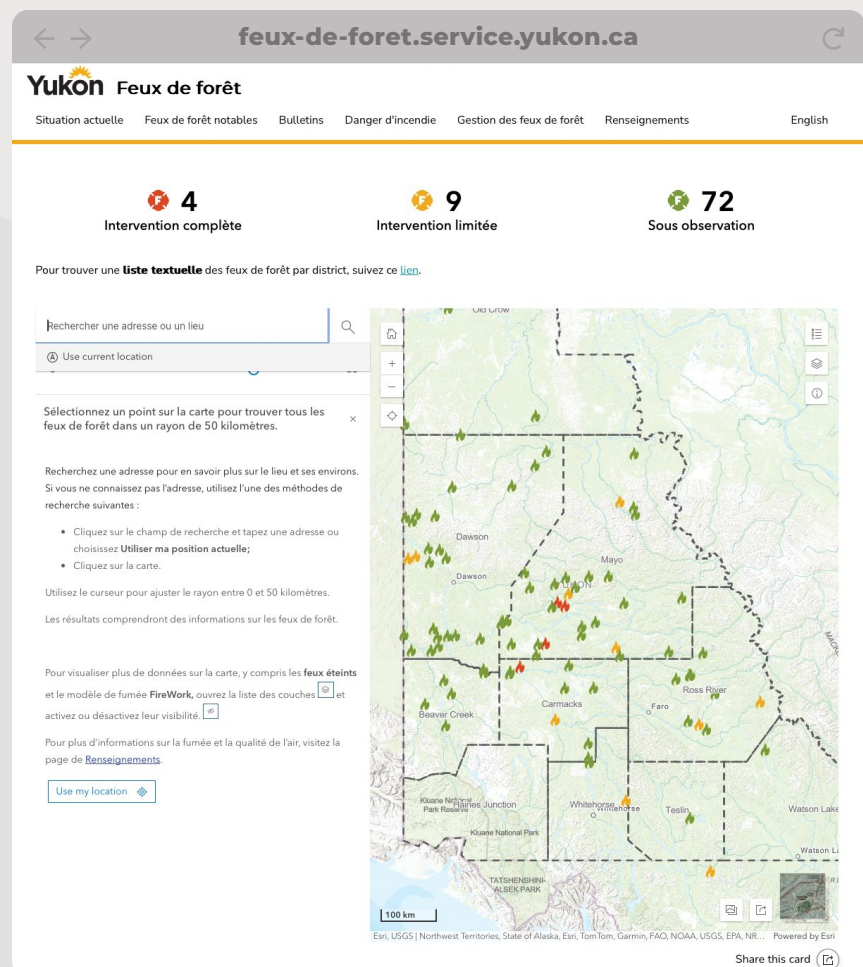 feux-de-foret.service.yukon.ca
Yukon Feux de forêt
Situation actuelle Feux de forêt notables Bulletins Danger d'incendie Gestion des feux de forêt Renseignements English
4 9 72
Intervention complète Intervention limitée Sous observation
Pour trouver une liste textuelle des feux de forêt par district, suivez ce lien.
Rechercher une adresse ou un lieu
Use current location
Sélectionnez un point sur la carte pour trouver tous les
feux de forêt dans un rayon de 50 kilomètres.
Recherchez une adresse pour en savoir plus sur le lieu et ses environs.
Si vous ne connaissez pas l'adresse, utilisez l'une des méthodes de
recherche suivantes :
• Cliquez sur le champ de recherche et tapez une adresse ou
choisissez Utiliser ma position actuelle;
• Cliquez sur la carte.
Utilisez le curseur pour ajuster le rayon entre 0 et 50 kilomètres.
Les résultats comprendront des informations sur les feux de forêt.
Pour visualiser plus de données sur la carte, y compris les feux éteints
et le modèle de fumée FireWork, ouvrez la liste des couches et
activez ou désactivez leur visibilité.
Pour plus d'informations sur la fumée et la qualité de l'air, visitez la
page de Renseignements.
Use my location
Old Crow
Dawson
Dawson
Mayo
YUKON
Ross River
Faro
Carmacks
Beaver Creek
Kluane National
Park Reserve
Haines Junction
Whitehorse
Whitehorse
Teslin
Watson Lake
Kluane National Park
Watson L
TATSHENSHINI-
ALSEK PARK
100 km
Esri, USGS | Northwest Territories, State of Alaska, Esri, TomTom, Garmin, FAO, NOAA, USGS, EPA, NR... Powered by Esri
Share this card